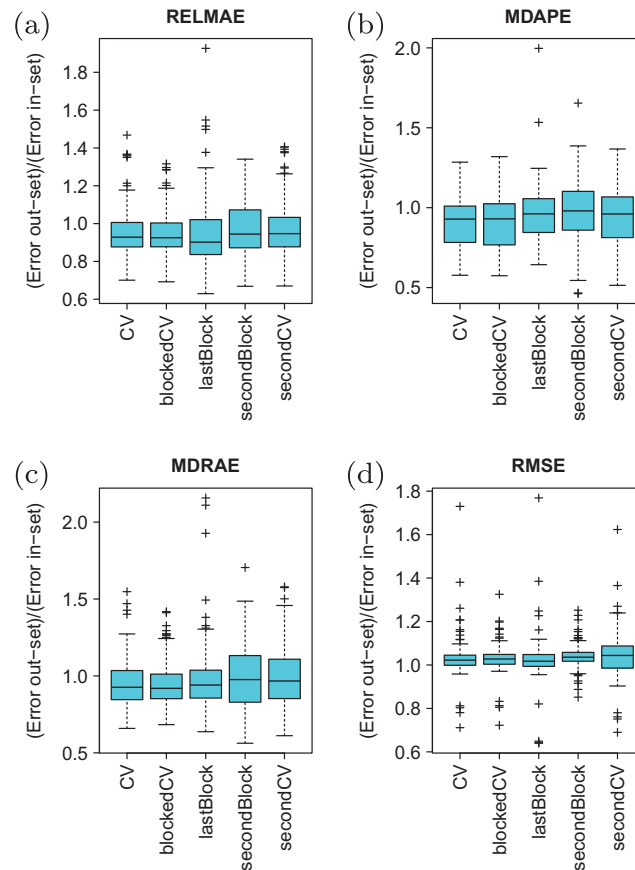 (a) RELMAE
(Error out−set)/(Error in−set)
1.8
1.6
1.4
1.2
1.0
0.8
0.6
CV
blockedCV
lastBlock
secondBlock
secondCV
(b) MDAPE
(Error out−set)/(Error in−set)
2.0
1.5
1.0
0.5
CV
blockedCV
lastBlock
secondBlock
secondCV
(c) MDRAE
(Error out−set)/(Error in−set)
2.0
1.5
1.0
0.5
CV
blockedCV
lastBlock
secondBlock
secondCV
(d) RMSE
(Error out−set)/(Error in−set)
1.8
1.6
1.4
1.2
1.0
0.8
0.6
CV
blockedCV
lastBlock
secondBlock
secondCV